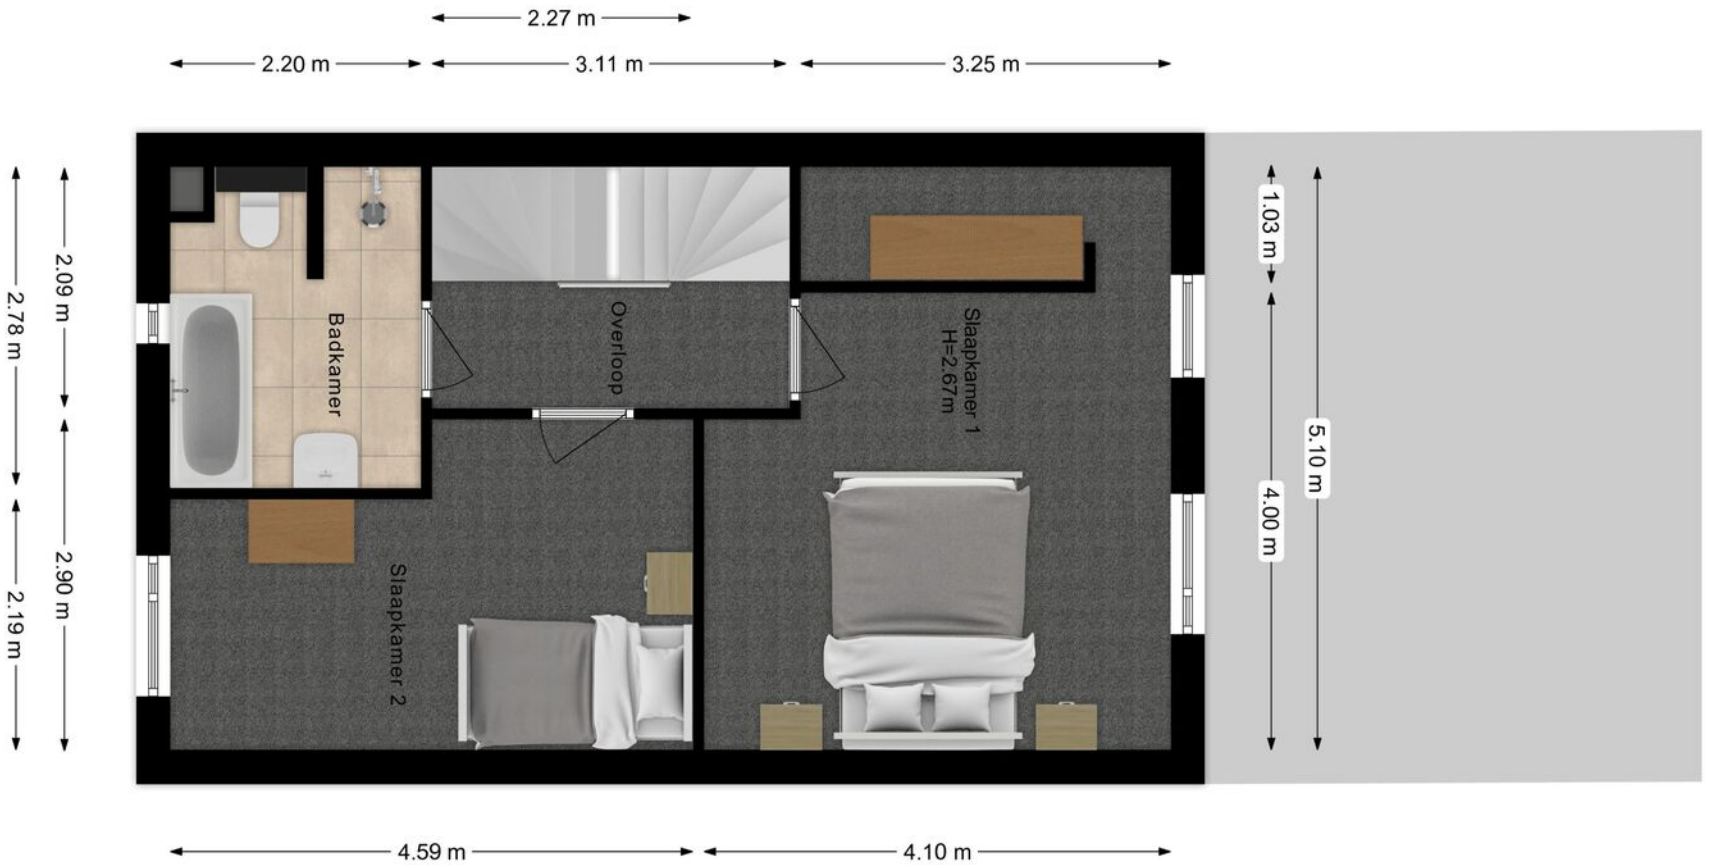 2.27 m
2.20 m
3.11 m
3.25 m
2.78 m
2.09 m
2.19 m
2.90 m
Badkamer
Overloop
Slaapkamer 1
H=2.67m
Slaapkamer 2
1.03 m
4.00 m
5.10 m
4.59 m
4.10 m